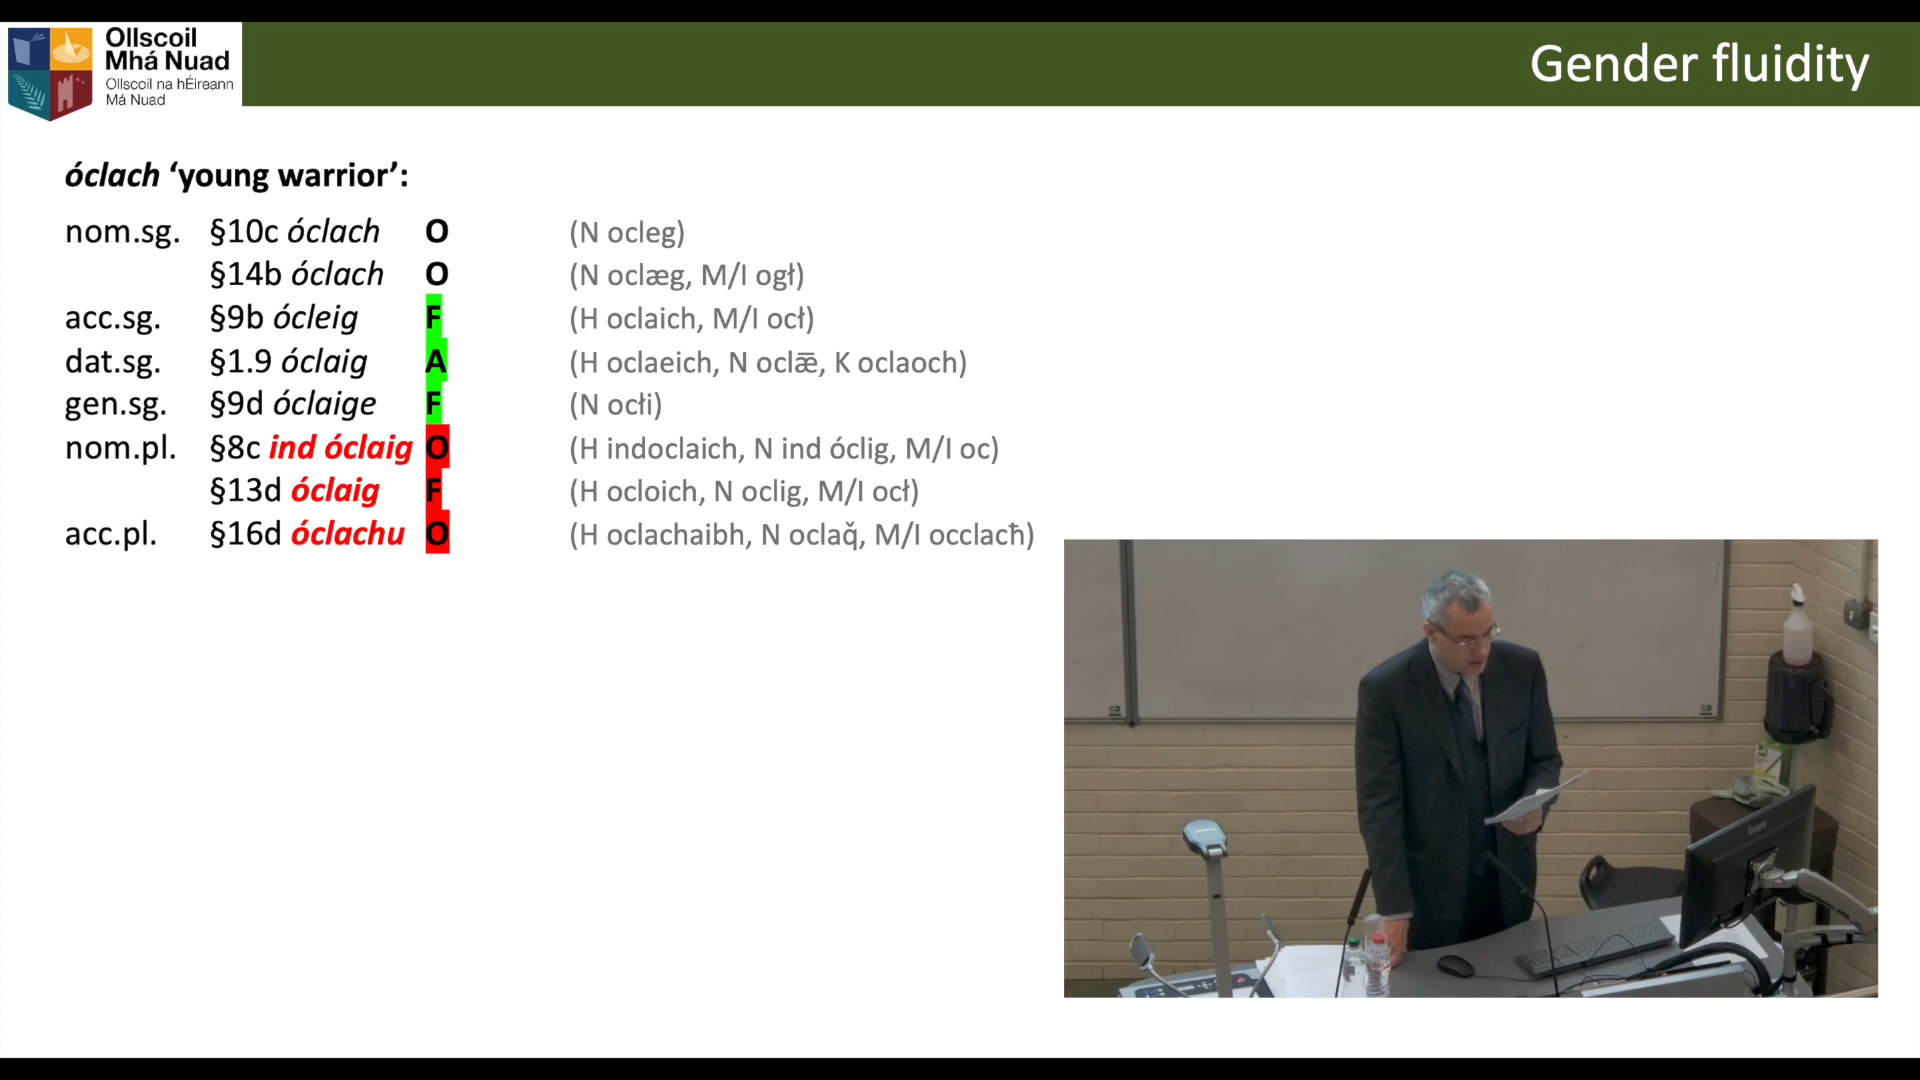 Ollscoil
Mhá Nuad
Ollscoil na hÉireann
Má Nuad
Gender fluidity
óclach ‘young warrior’:
nom.sg. §10c óclach O (N ocleg)
§14b óclach O (N oclæg, M/I ogł)
acc.sg. §9b ócleig F (H oclaich, M/I ocł)
dat.sg. §1.9 óclaig A (H oclaeich, N oclǣ, K oclaoch)
gen.sg. §9d óclaige F (N ocłi)
nom.pl. §8c ind óclaig O (H indoclaich, N ind óclig, M/I oc)
§13d óclaig F (H ocloich, N oclig, M/I ocł)
acc.pl. §16d óclachu O (H oclachaibh, N oclaq̌, M/I occlacħ)